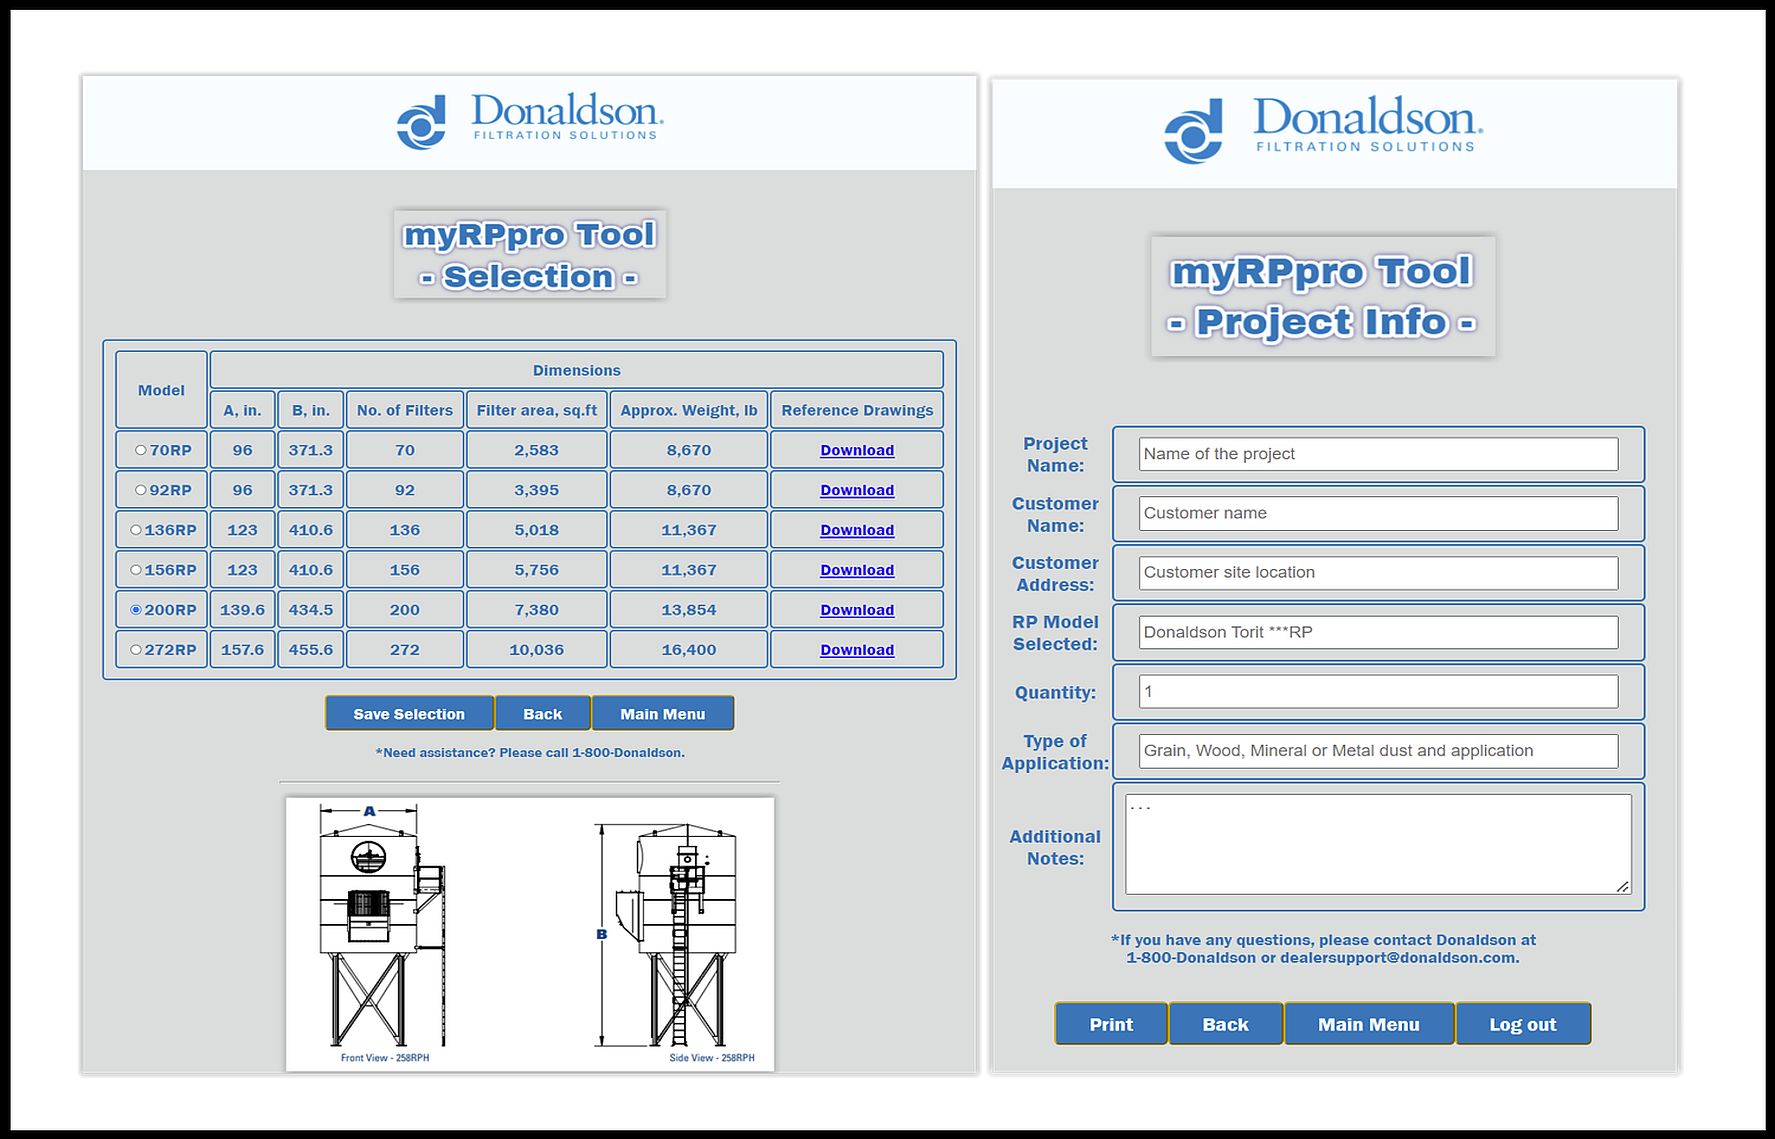 Donaldson.
FILTRATION SOLUTIONS
myRPpro Tool
- Selection -
Model
Dimensions
A, in. B, in. No. of Filters Filter area, sq.ft Approx. Weight, lb Reference Drawings
70RP 96 371.3 70 2,583 8,670 Download
92RP 96 371.3 92 3,395 8,670 Download
136RP 123 410.6 136 5,018 11,367 Download
156RP 123 410.6 156 5,756 11,367 Download
200RP 139.6 434.5 200 7,380 13,854 Download
272RP 157.6 455.6 272 10,036 16,400 Download
Save Selection Back Main Menu
*Need assistance? Please call 1-800-Donaldson.
A
B
Front View - 258RPH
Side View - 258RPH
Donaldson.
FILTRATION SOLUTIONS
myRPpro Tool
- Project Info -
Project
Name:
Name of the project
Customer
Name:
Customer name
Customer
Address:
Customer site location
RP Model
Selected:
Donaldson Torit ***RP
Quantity:
1
Type of
Application:
Grain, Wood, Mineral or Metal dust and application
Additional
Notes:
...
*If you have any questions, please contact Donaldson at
1-800-Donaldson or dealersupport@donaldson.com.
Print Back Main Menu Log out